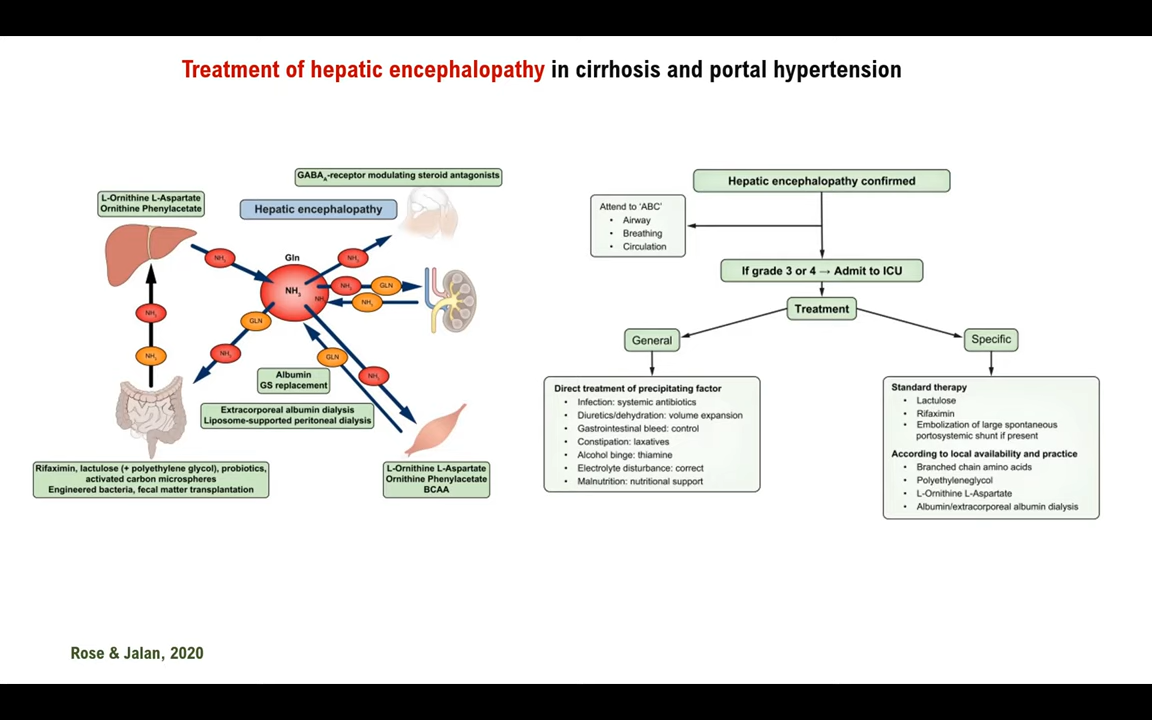 Treatment of hepatic encephalopathy in cirrhosis and portal hypertension
GABAA-receptor modulating steroid antagonists
L-Ornithine L-Aspartate
Ornithine Phenylacetate
Hepatic encephalopathy
Gln
NH3
NH3
NH3
NH3
GLN
NH3
NH
NH3
NH3
GLN
NH3
NH3
GLN
NH3
Albumin
GS replacement
Extracorporeal albumin dialysis
Liposome-supported peritoneal dialysis
Rifaximin, lactulose (+ polyethylene glycol), probiotics,
activated carbon microspheres
Engineered bacteria, fecal matter transplantation
L-Ornithine L-Aspartate
Ornithine Phenylacetate
BCAA
Hepatic encephalopathy confirmed
Attend to ‘ABC’
• Airway
• Breathing
• Circulation
If grade 3 or 4 → Admit to ICU
Treatment
General
Specific
Direct treatment of precipitating factor
• Infection: systemic antibiotics
• Diuretics/dehydration: volume expansion
• Gastrointestinal bleed: control
• Constipation: laxatives
• Alcohol binge: thiamine
• Electrolyte disturbance: correct
• Malnutrition: nutritional support
Standard therapy
• Lactulose
• Rifaximin
• Embolization of large spontaneous
portosystemic shunt if present
According to local availability and practice
• Branched chain amino acids
• Polyethyleneglycol
• L-Ornithine L-Aspartate
• Albumin/extracorporeal albumin dialysis
Rose & Jalan, 2020